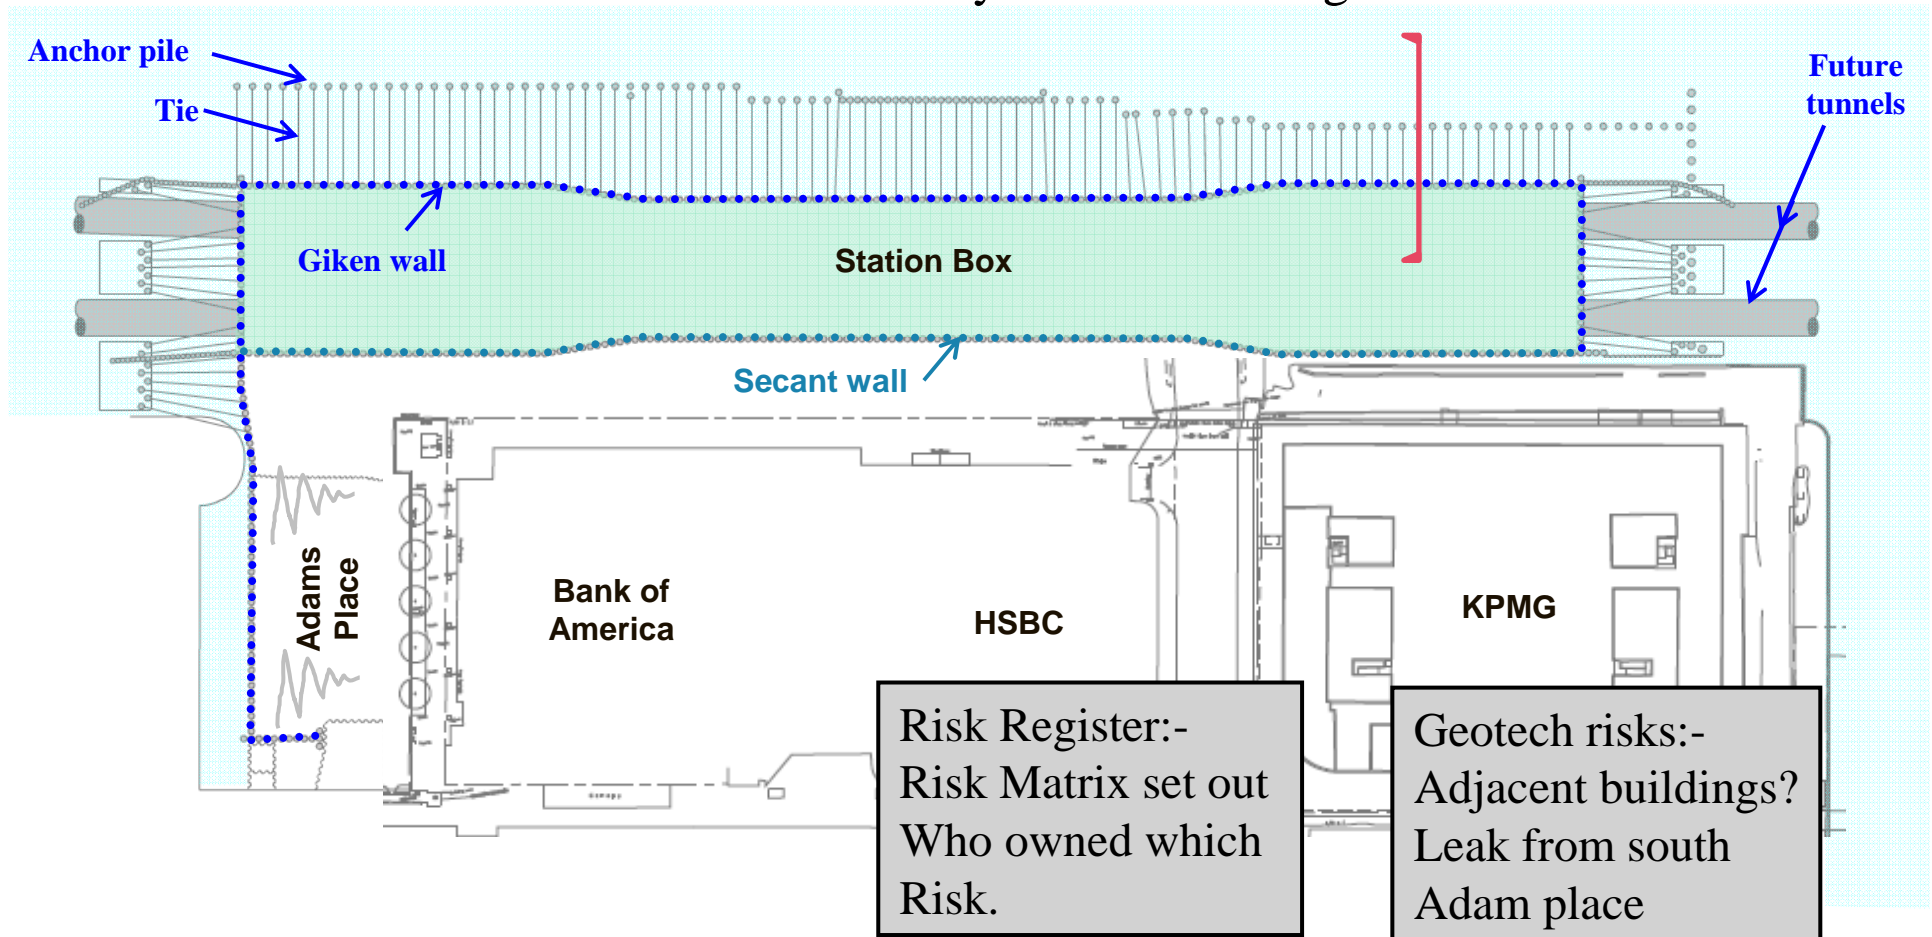 Anchor pile
Tie
Future
tunnels
Giken wall
Station Box
Secant wall
Adams
Place
Bank of
America
HSBC
KPMG
Risk Register:-
Risk Matrix set out
Who owned which
Risk.
Geotech risks:-
Adjacent buildings?
Leak from south
Adam place